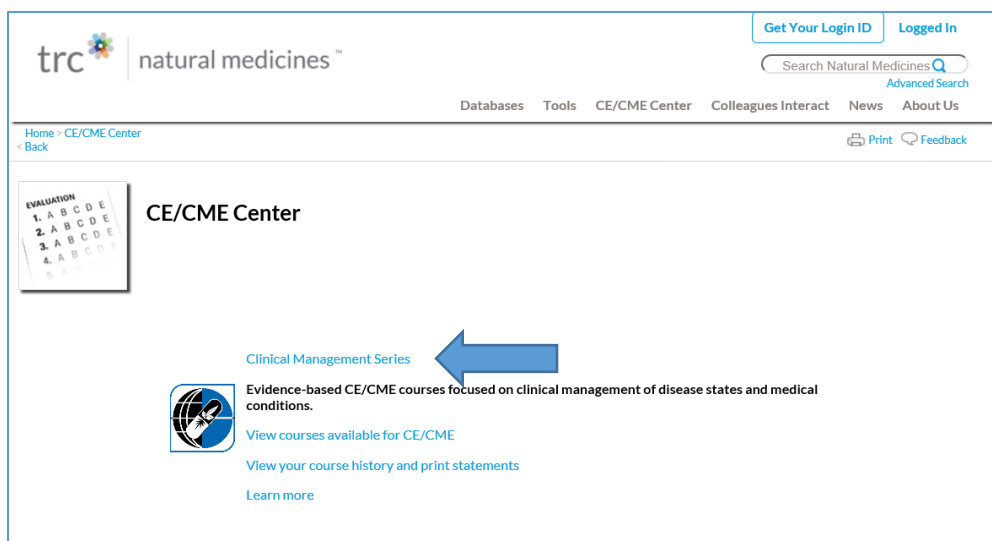 Get Your Login ID Logged In
trc natural medicines ™
Search Natural Medicines
Advanced Search
Databases Tools CE/CME Center Colleagues Interact News About Us
Home > CE/CME Center
< Back
Print Feedback
EVALUATION
1. A B C D E
2. A B C D E
3. A B C D E
4. A B C D E
5. A B C D E
CE/CME Center
Clinical Management Series
Evidence-based CE/CME courses focused on clinical management of disease states and medical
conditions.
View courses available for CE/CME
View your course history and print statements
Learn more